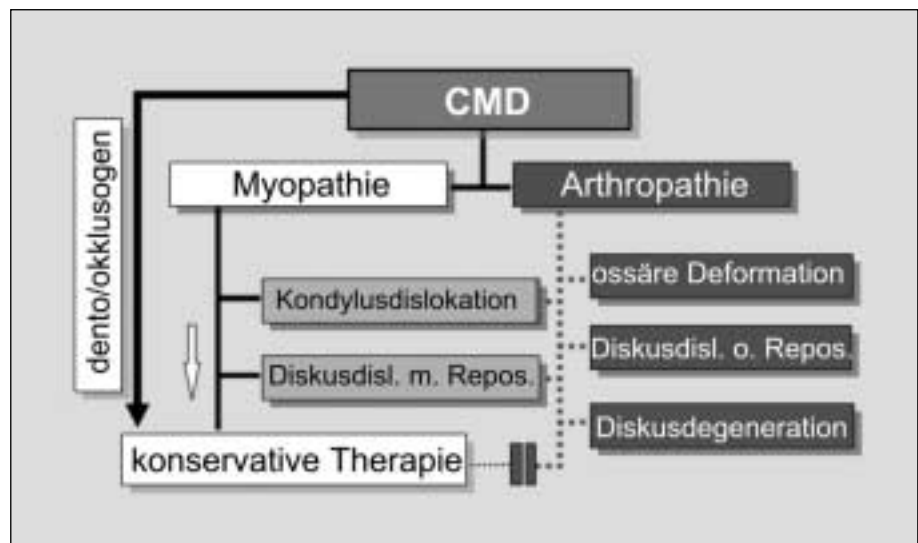 CMD
dento/okklusogen
Myopathie
Arthropathie
ossäre Deformation
Kondylusdislokation
Diskusdisl. o. Repos.
Diskusdisl. m. Repos.
Diskusdegeneration
konservative Therapie